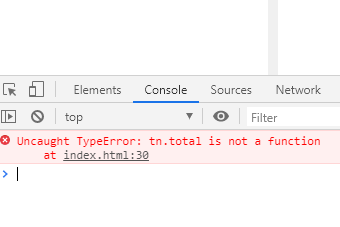 Elements Console Sources Network
top Filter
Uncaught TypeError: tn.total is not a function
at index.html:30